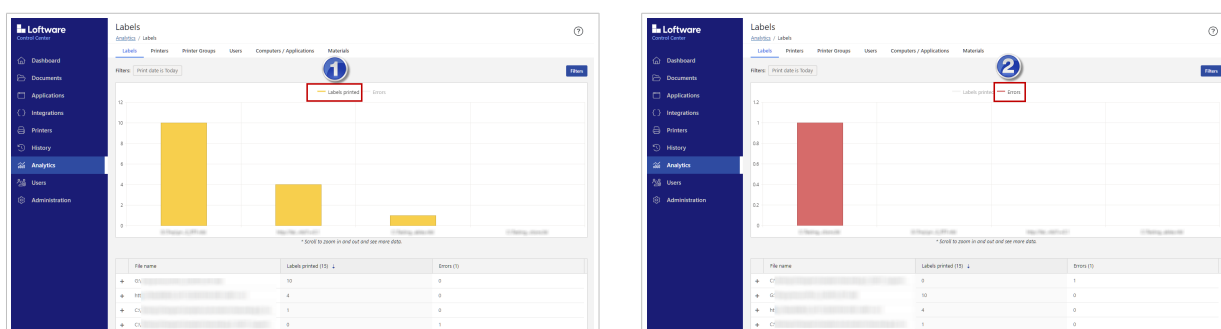 Loftware
Control Center
Dashboard
Documents
Applications
Integrations
Printers
History
Analytics
Users
Administration
Labels
Analytics / Labels
Labels Printers Printer Groups Users Computers / Applications Materials
Filters: Print date is Today
Filters
1
Labels printed Errors
12
10
8
6
4
2
0
* Scroll to zoom in and out and see more data.
File name Labels printed (15) ↓ Errors (1)
+ G:\ 10 0
+ htt 4 0
+ C:\ 1 0
+ C:\ 0 1
Loftware
Control Center
Dashboard
Documents
Applications
Integrations
Printers
History
Analytics
Users
Administration
Labels
Analytics / Labels
Labels Printers Printer Groups Users Computers / Applications Materials
Filters: Print date is Today
Filters
2
Labels printed Errors
1.2
1
0.8
0.6
0.4
0.2
0
* Scroll to zoom in and out and see more data.
File name Labels printed (15) ↓ Errors (1)
+ C:\ 0 1
+ G: 10 0
+ ht 4 0
+ C:\ 1 0